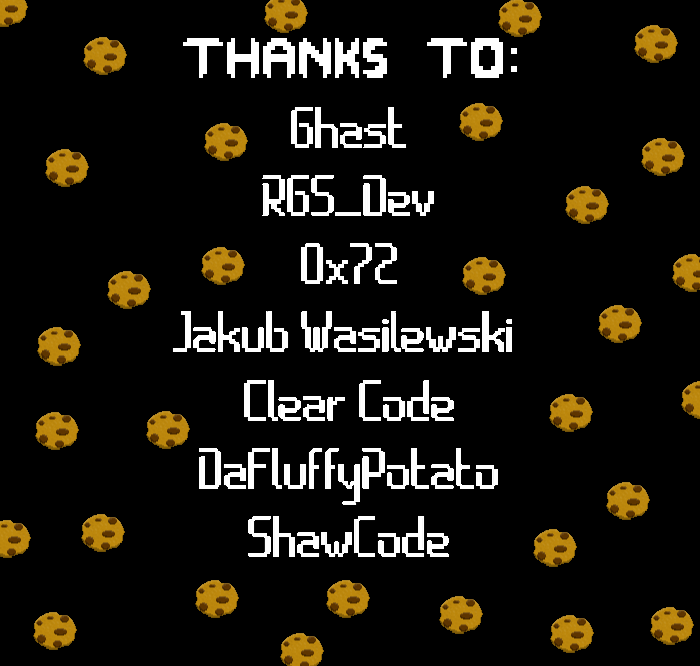 THANKS TO:
Ghast
RGS_Dev
0x72
Jakub Wasilewski
Clear Code
DaFluffyPotato
ShawCode